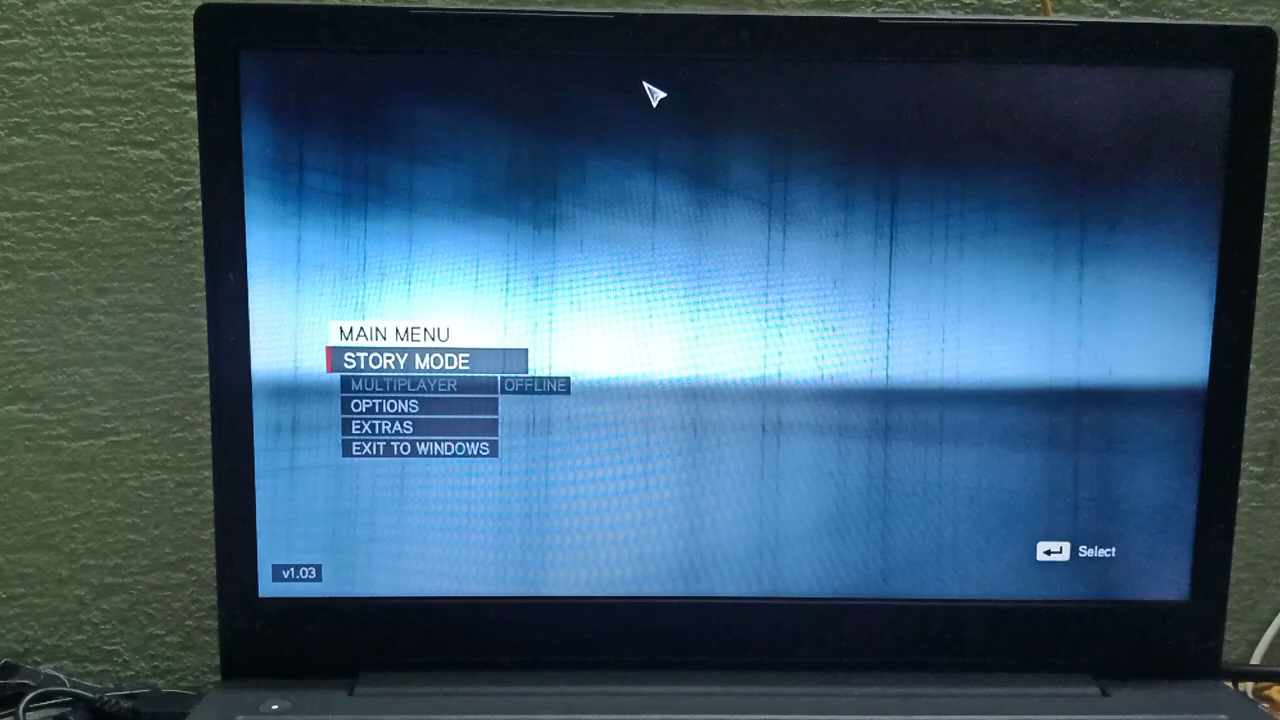 MAIN MENU
STORY MODE
MULTIPLAYER OFFLINE
OPTIONS
EXTRAS
EXIT TO WINDOWS
Select
v1.03